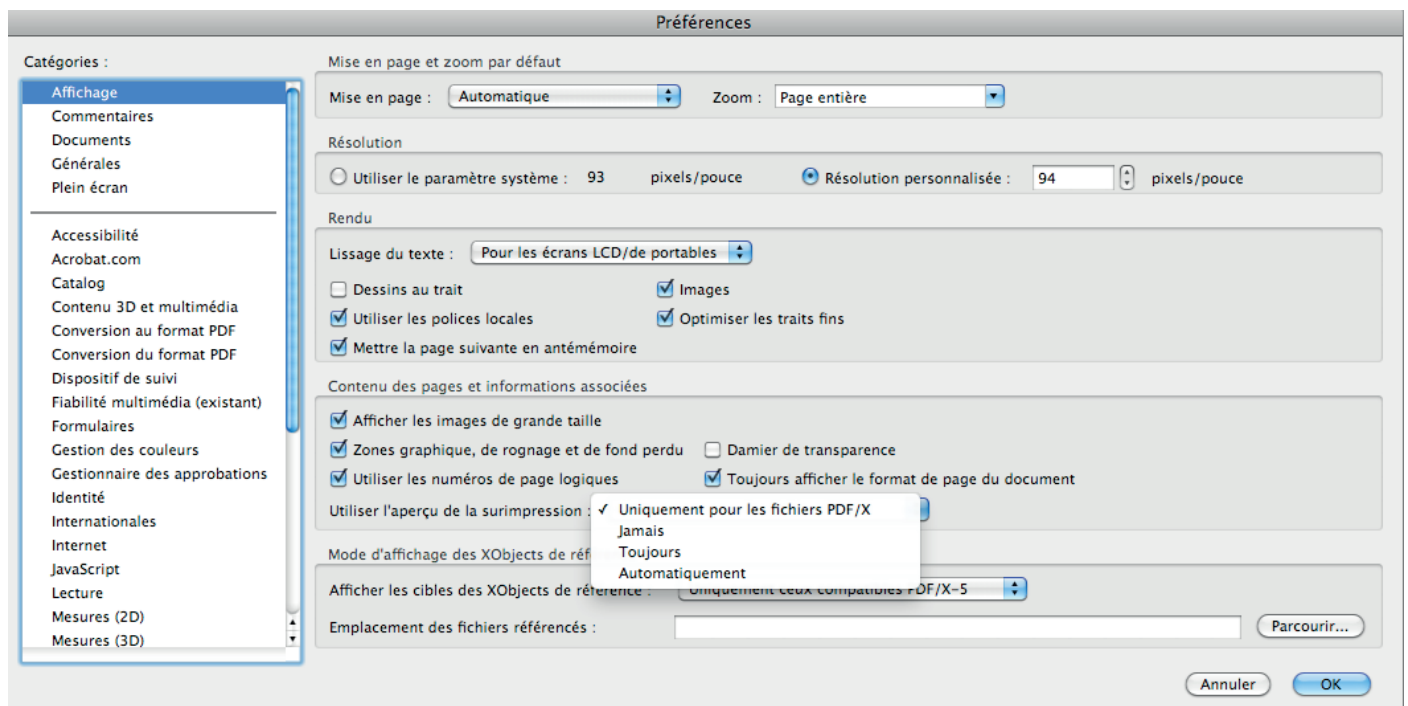 Préférences
Catégories :
Affichage
Commentaires
Documents
Générales
Plein écran
Accessibilité
Acrobat.com
Catalog
Contenu 3D et multimédia
Conversion au format PDF
Conversion du format PDF
Dispositif de suivi
Fiabilité multimédia (existant)
Formulaires
Gestion des couleurs
Gestionnaire des approbations
Identité
Internationales
Internet
JavaScript
Lecture
Mesures (2D)
Mesures (3D)
Mise en page et zoom par défaut
Mise en page : Automatique Zoom : Page entière
Résolution
Utiliser le paramètre système : 93 pixels/pouce Résolution personnalisée : 94 pixels/pouce
Rendu
Lissage du texte : Pour les écrans LCD/de portables
Dessins au trait Images
Utiliser les polices locales Optimiser les traits fins
Mettre la page suivante en antémémoire
Contenu des pages et informations associées
Afficher les images de grande taille
Zones graphique, de rognage et de fond perdu Damier de transparence
Utiliser les numéros de page logiques Toujours afficher le format de page du document
Utiliser l'aperçu de la surimpression : ✓ Uniquement pour les fichiers PDF/X
Jamais
Toujours
Automatiquement
Mode d'affichage des XObjects de réf
Afficher les cibles des XObjects de référence : Uniquement ceux compatibles PDF/X-5
Emplacement des fichiers référencés : Parcourir...
Annuler OK